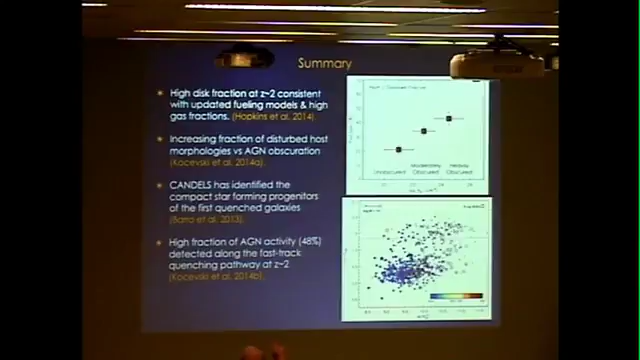 Summary
High disk fraction at z~2 consistent
with updated fueling models & high
gas fractions. (Hopkins et al. 2014)
Increasing fraction of disturbed host
morphologies vs AGN obscuration
(Kocevski et al. 2014a)
CANDELS has identified the
compact star forming progenitors
of the first quenched galaxies
(Barro et al. 2013)
High fraction of AGN activity (48%)
detected along the fast-track
quenching pathway at z~2
(Kocevski et al. 2014b)
Moderately Heavily
Unobscured Obscured Obscured